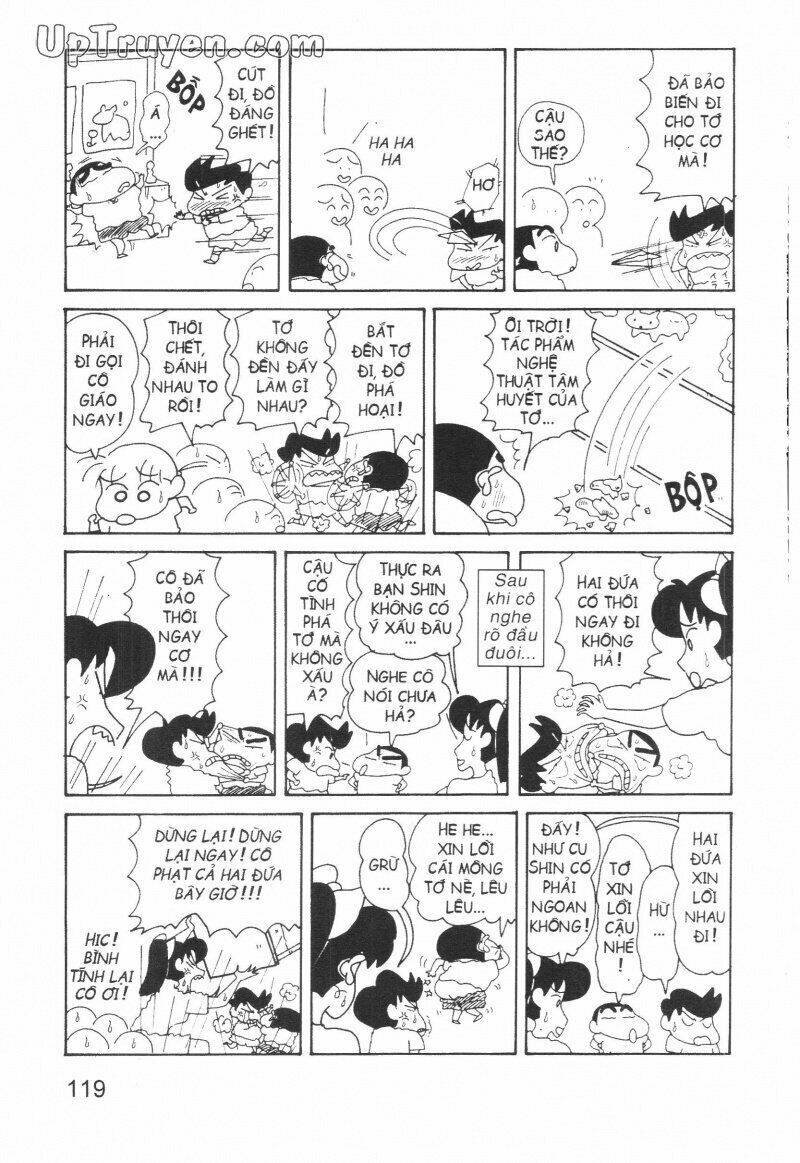 UpTruyen.com
ĐÃ BẢO
BIẾN ĐI
CHO TỚ
HỌC CƠ
MÀ!
CẬU
SAO
THẾ?
HƠ
HA HA
HA
CÚT
ĐI, ĐỒ
ĐÁNG
GHÉT!
BỐP
Á
...
ÔI TRỜI!
TÁC PHẨM
NGHỆ
THUẬT TÂM
HUYẾT CỦA
TỚ...
BỘP
BẮT
ĐỀN TỚ
ĐI, ĐỒ
PHÁ
HOẠI!
TỚ
KHÔNG
ĐỀN ĐẤY
LÀM GÌ
NHAU?
THÔI
CHẾT,
ĐÁNH
NHAU TO
RỒI!
PHẢI
ĐI GỌI
CÔ
GIÁO
NGAY!
HAI ĐỨA
CÓ THÔI
NGAY ĐI
KHÔNG
HẢ!
Sau
khi cô
nghe
rõ đầu
đuôi...
THỰC RA
BẠN SHIN
KHÔNG CÓ
Ý XẤU ĐÂU
...
CẬU
CỐ
TÌNH
PHÁ
TỚ MÀ
KHÔNG
XẤU
À?
NGHE CÔ
NÓI CHƯA
HẢ?
CÔ ĐÃ
BẢO
THÔI
NGAY
CƠ
MÀ!!!
HAI
ĐỨA
XIN
LỖI
NHAU
ĐI!
HỪ
...
TỚ
XIN
LỖI
CẬU
NHÉ
!
ĐẤY!
NHƯ CU
SHIN CÓ
PHẢI
NGOAN
KHÔNG!
HE HE...
XIN LỖI
CÁI MÔNG
TỚ NÈ, LÊU
LÊU...
GRỪ
...
DỪNG LẠI! DỪNG
LẠI NGAY! CÔ
PHẠT CẢ HAI ĐỨA
BÂY GIỜ!!!
HIC!
BÌNH
TĨNH LẠI
CÔ ƠI!
119